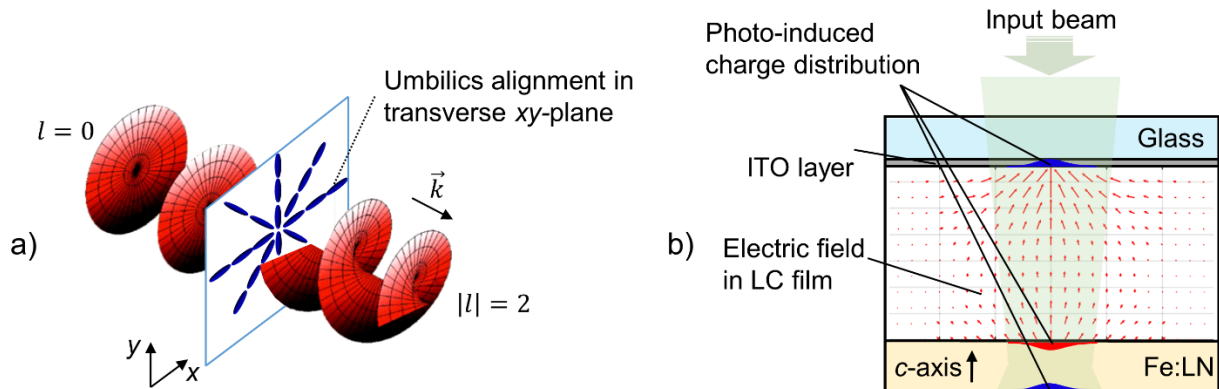 Umbilics alignment in
transverse xy-plane
l = 0
k⃗
a)
|l| = 2
y
x
Input beam
Photo-induced
charge distribution
Glass
ITO layer
b)
Electric field
in LC film
c-axis
Fe:LN